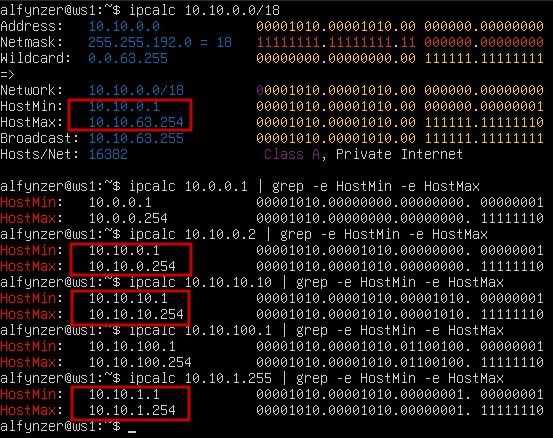 alfynzer@ws1:~$ ipcalc 10.10.0.0/18
Address:   10.10.0.0            00001010.00001010.00 000000.00000000
Netmask:   255.255.192.0 = 18   11111111.11111111.11 000000.00000000
Wildcard:  0.0.63.255           00000000.00000000.00 111111.11111111
=>
Network:   10.10.0.0/18         00001010.00001010.00 000000.00000000
HostMin:   10.10.0.1            00001010.00001010.00 000000.00000001
HostMax:   10.10.63.254         00001010.00001010.00 111111.11111110
Broadcast: 10.10.63.255         00001010.00001010.00 111111.11111111
Hosts/Net: 16382                 Class A, Private Internet
alfynzer@ws1:~$ ipcalc 10.0.0.1 | grep -e HostMin -e HostMax
HostMin:   10.0.0.1             00001010.00000000.00000000. 00000001
HostMax:   10.0.0.254           00001010.00000000.00000000. 11111110
alfynzer@ws1:~$ ipcalc 10.10.0.2 | grep -e HostMin -e HostMax
HostMin:   10.10.0.1            00001010.00001010.00000000. 00000001
HostMax:   10.10.0.254          00001010.00001010.00000000. 11111110
alfynzer@ws1:~$ ipcalc 10.10.10.10 | grep -e HostMin -e HostMax
HostMin:   10.10.10.1           00001010.00001010.00001010. 00000001
HostMax:   10.10.10.254         00001010.00001010.00001010. 11111110
alfynzer@ws1:~$ ipcalc 10.10.100.1 | grep -e HostMin -e HostMax
HostMin:   10.10.100.1          00001010.00001010.01100100. 00000001
HostMax:   10.10.100.254        00001010.00001010.01100100. 11111110
alfynzer@ws1:~$ ipcalc 10.10.1.255 | grep -e HostMin -e HostMax
HostMin:   10.10.1.1            00001010.00001010.00000001. 00000001
HostMax:   10.10.1.254          00001010.00001010.00000001. 11111110
alfynzer@ws1:~$ _